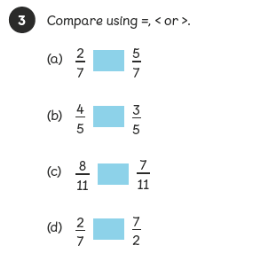 3 Compare using =, < or >.
(a) 2/7 5/7
(b) 4/5 3/5
(c) 8/11 7/11
(d) 2/7 7/2